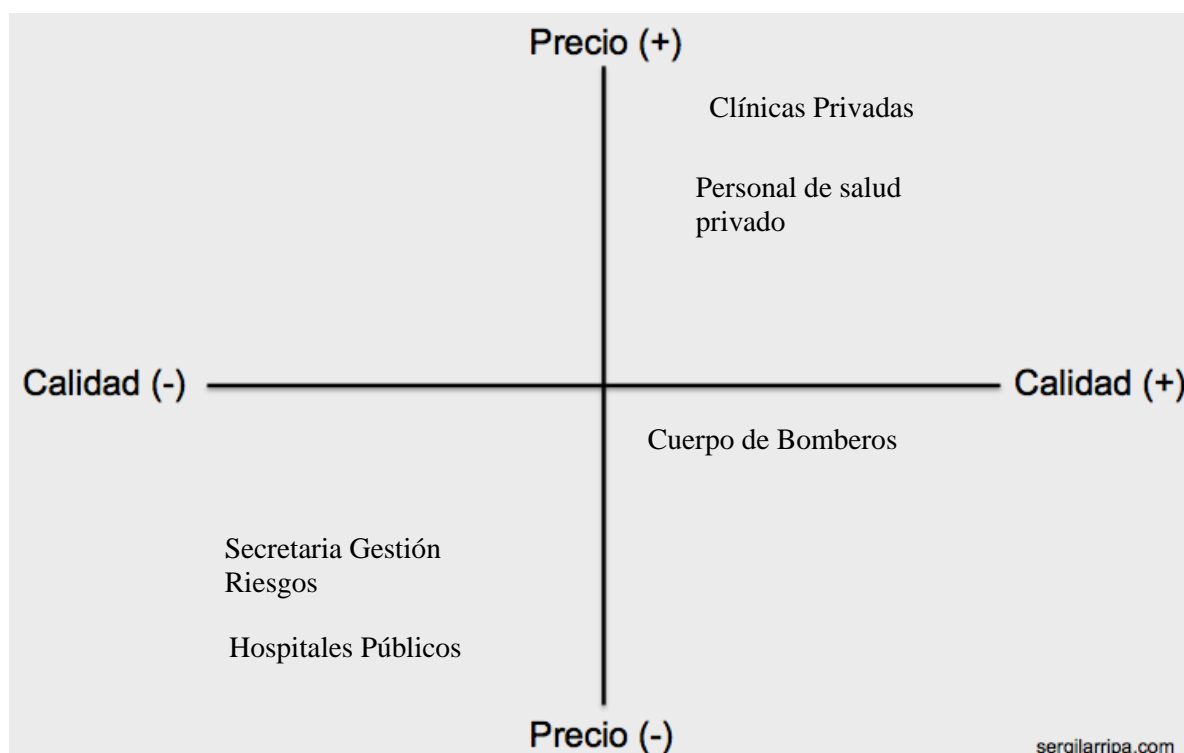 Precio (+)
Clínicas Privadas
Personal de salud
privado
Calidad (-)
Calidad (+)
Cuerpo de Bomberos
Secretaria Gestión
Riesgos
Hospitales Públicos
Precio (-)
sergilarripa.com